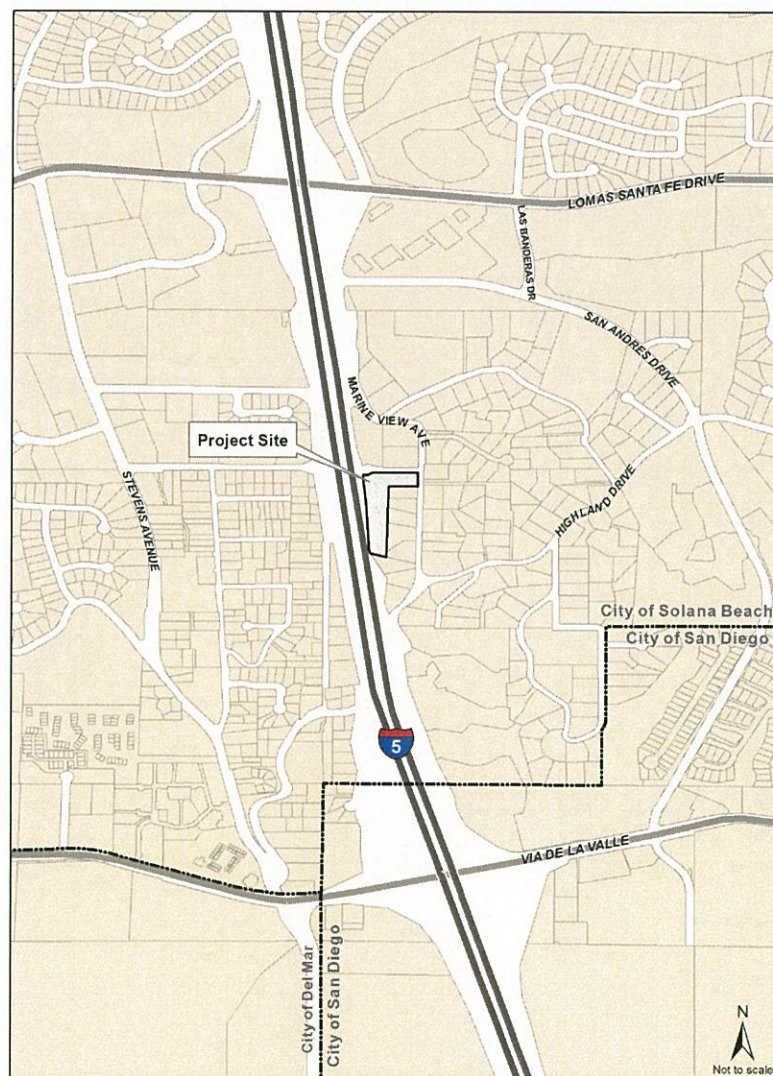 LOMAS SANTA FE DRIVE
LAS BANDERAS DR
SAN ANDRES DRIVE
MARINE VIEW AVE
Project Site
HIGHLAND DRIVE
STEVENS AVENUE
City of Solana Beach
City of San Diego
5
VIA DE LA VALLE
City of Del Mar
City of San Diego
N
Not to scale